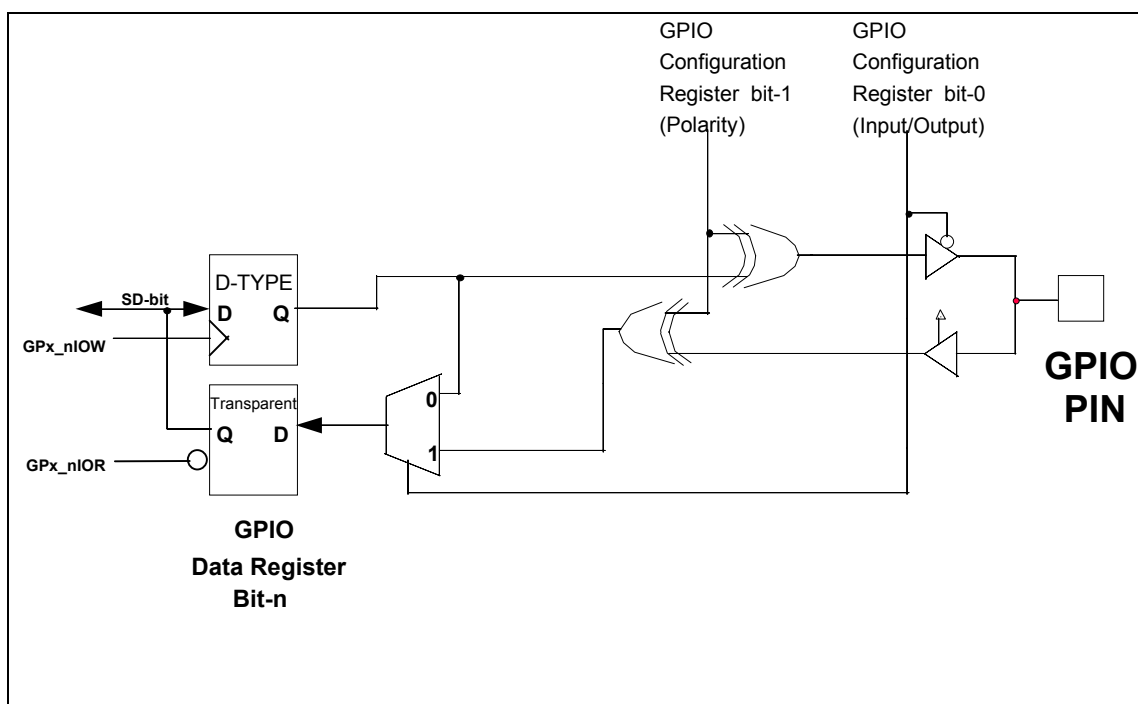 GPIO
Configuration
Register bit-1
(Polarity)
GPIO
Configuration
Register bit-0
(Input/Output)
D-TYPE
SD-bit
D Q
GPx_nIOW
Transparent
Q D
GPx_nIOR
0
1
GPIO
PIN
GPIO
Data Register
Bit-n